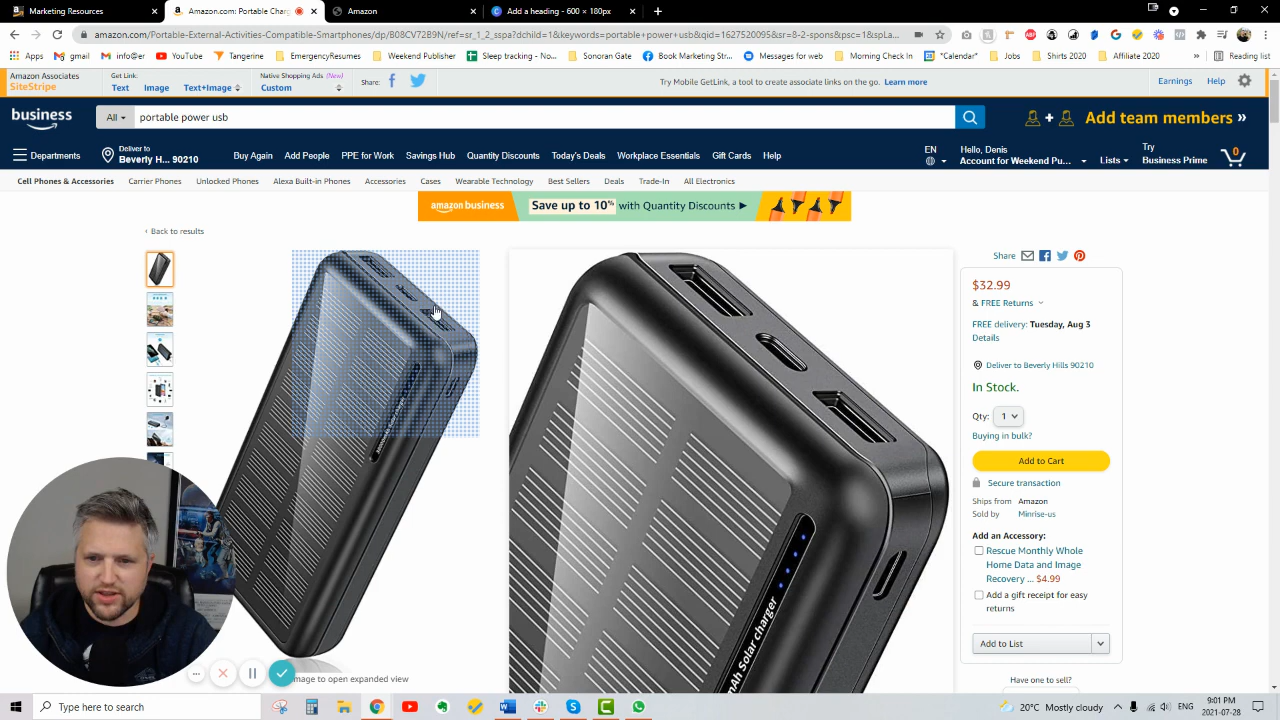 Marketing Resources
Amazon.com: Portable Charg
Amazon
Add a heading - 600 × 180px
amazon.com/Portable-External-Activities-Compatible-Smartphones/dp/B08CV72B9N/ref=sr_1_2_sspa?dchild=1&keywords=portable+power+usb&qid=1627520095&sr=8-2-spons&psc=1&spLa...
Apps
gmail
info@er
YouTube
Tangerine
EmergencyResumes
Weekend Publisher
Sleep tracking - No...
Sonoran
Book Marketing Str...
Messages
Morning Check In
*Calendar*
Jobs
Shirts 2020
Affiliate 2020
Reading list
Amazon Associates
SiteStripe
Get Link:
Text
Image
Text+Image
Native Shopping Ads (New)
Custom
Share:
Try Mobile GetLink, a tool to create associate links on the go. Learn more
Earnings
Help
business
All
portable power usb
+ Add team members »
Departments
Deliver to
Beverly H... 90210
Buy Again
Add People
PPE for Work
Savings Hub
Quantity Discounts
Today's Deals
Workplace Essentials
Gift Cards
Help
EN
Hello, Denis
Account for Weekend Pu...
Lists
Try
Business Prime
0
Cell Phones & Accessories
Carrier Phones
Unlocked Phones
Alexa Built-in Phones
Accessories
Cases
Wearable Technology
Best Sellers
Deals
Trade-In
All Electronics
amazon business
Save up to 10% with Quantity Discounts
‹ Back to results
Share
$32.99
& FREE Returns
FREE delivery: Tuesday, Aug 3
Details
Deliver to Beverly Hills 90210
In Stock.
Qty: 1
Buying in bulk?
Add to Cart
Secure transaction
Ships from Amazon
Sold by Minrise-us
Add an Accessory:
Rescue Monthly Whole
Home Data and Image
Recovery ... $4.99
Add a gift receipt for easy
returns
Add to List
Have one to sell?
mAh Solar charger
image to open expanded view
Type here to search
20°C Mostly cloudy
ENG
9:01 PM
2021-07-28